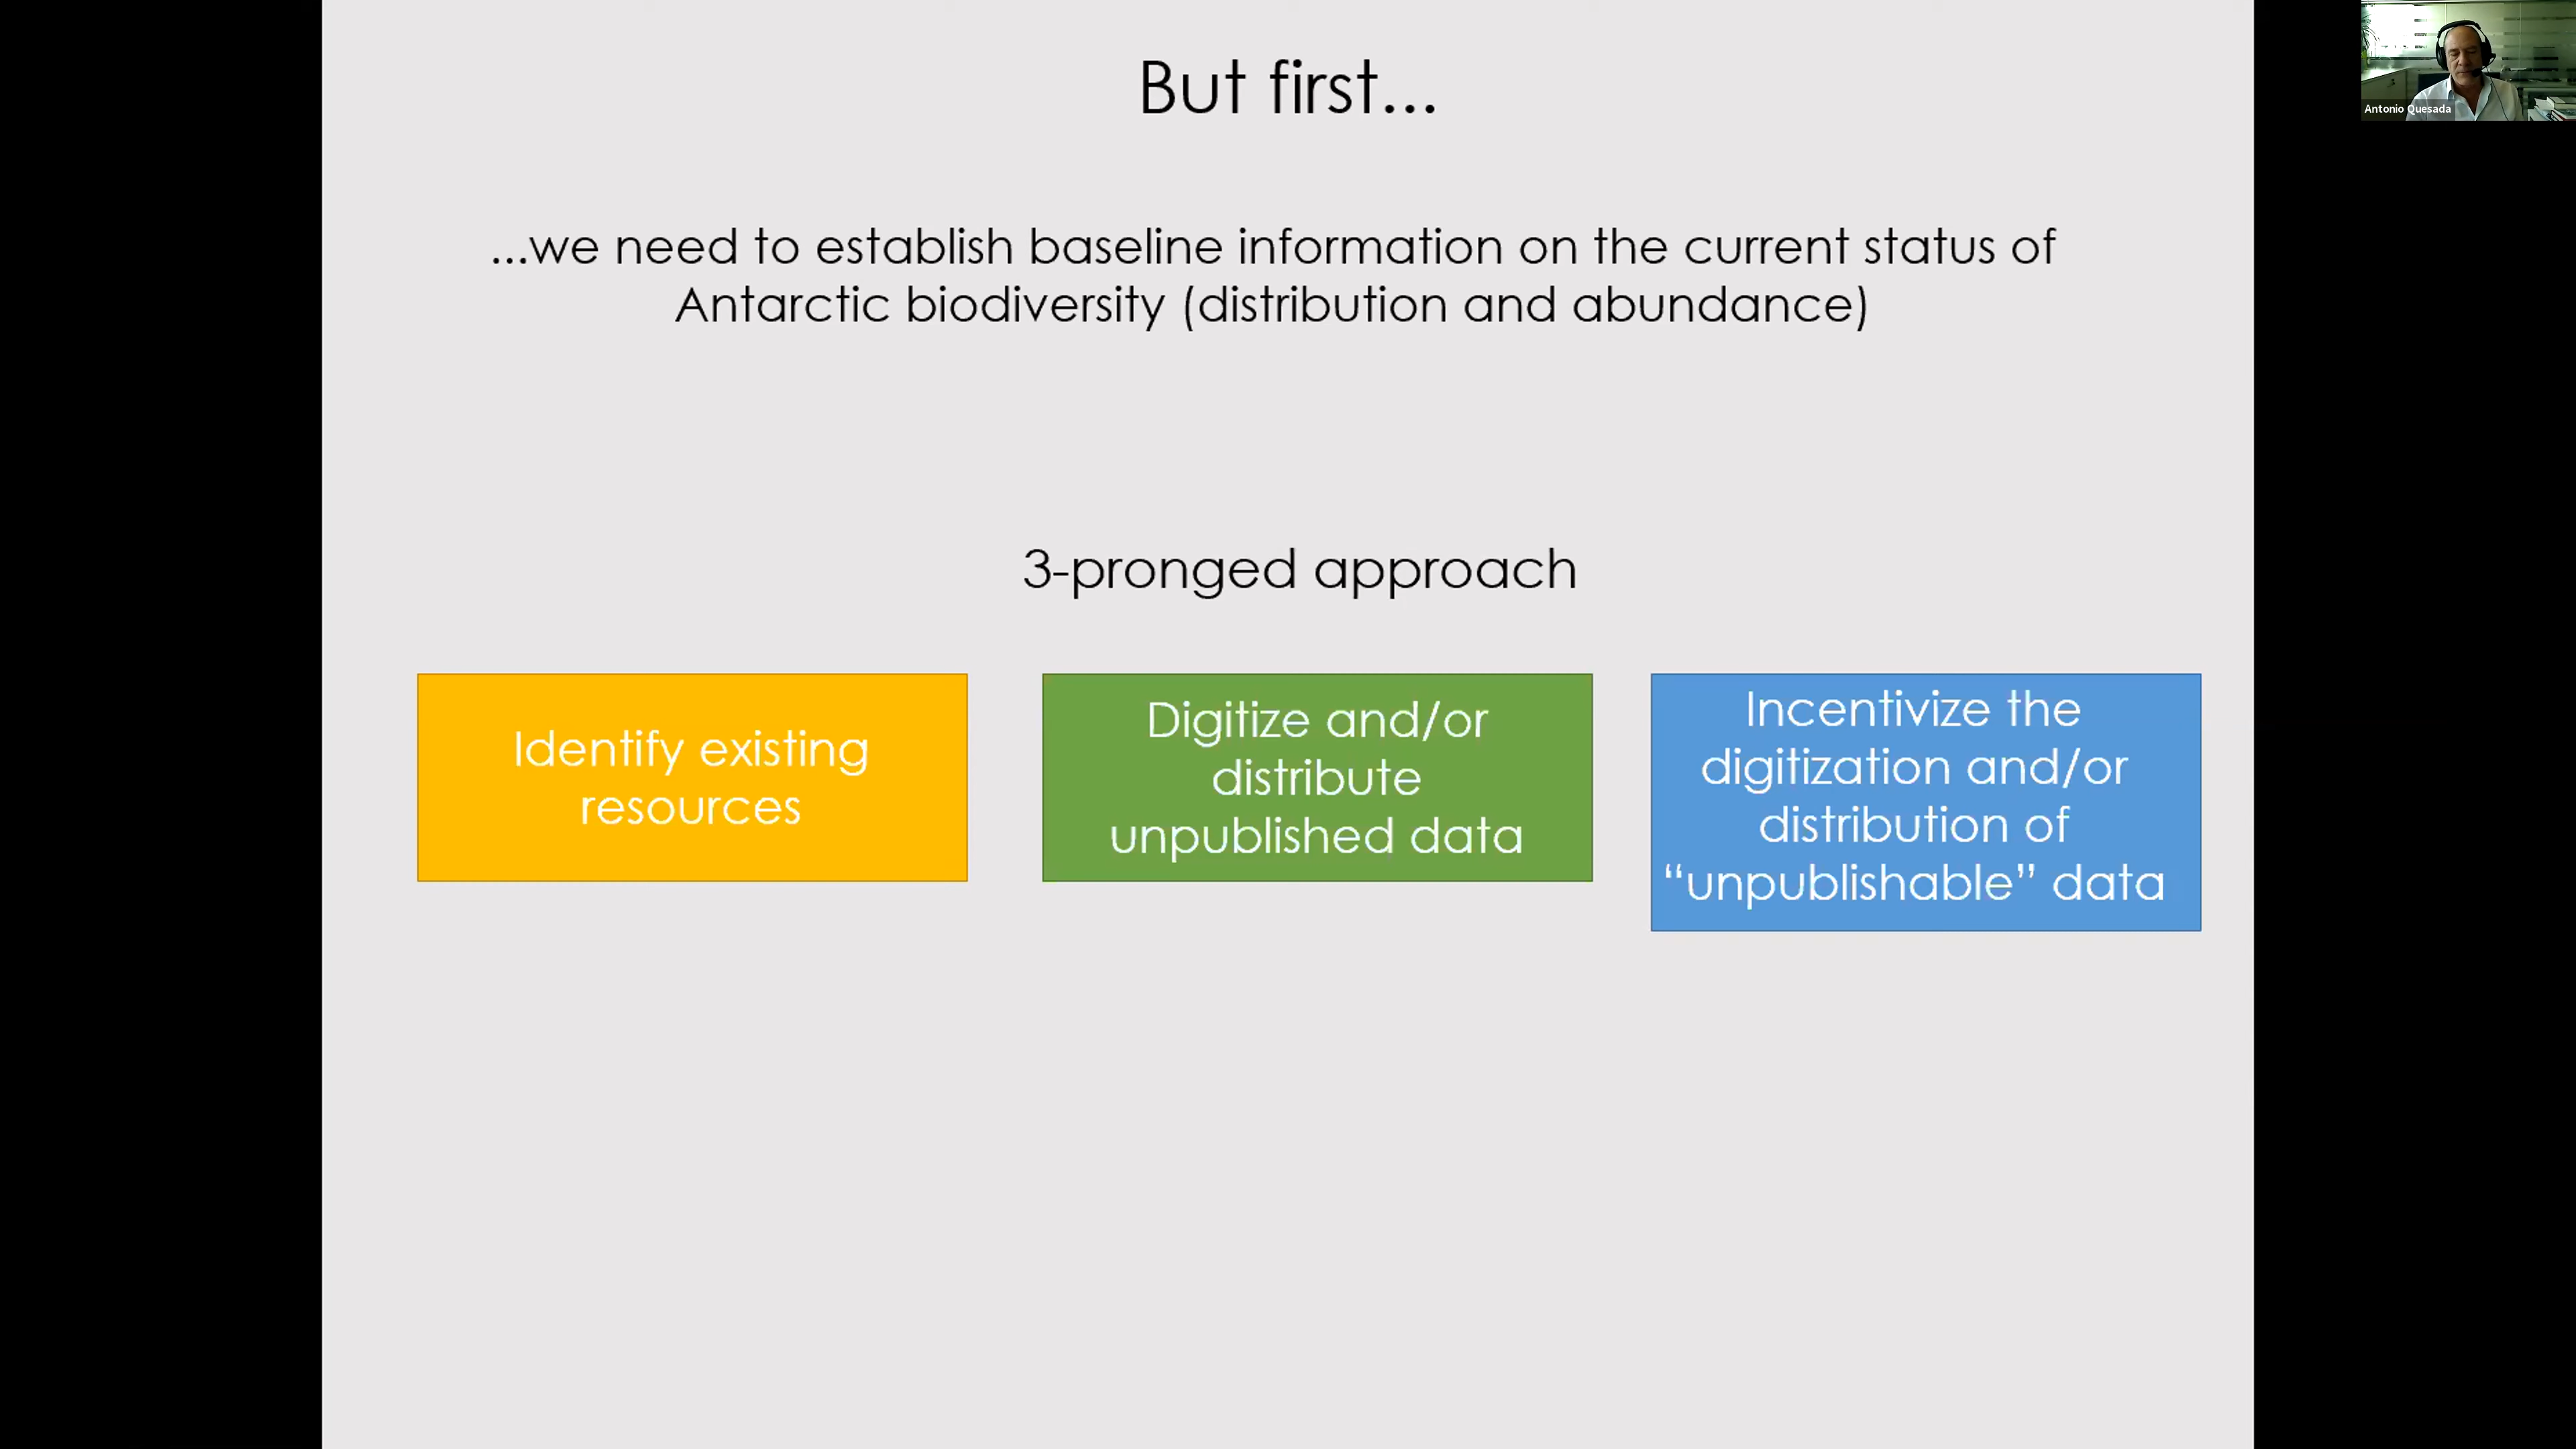 But first...
...we need to establish baseline information on the current status of
Antarctic biodiversity (distribution and abundance)
3-pronged approach
Identify existing
resources
Digitize and/or
distribute
unpublished data
Incentivize the
digitization and/or
distribution of
“unpublishable” data
Antonio Quesada